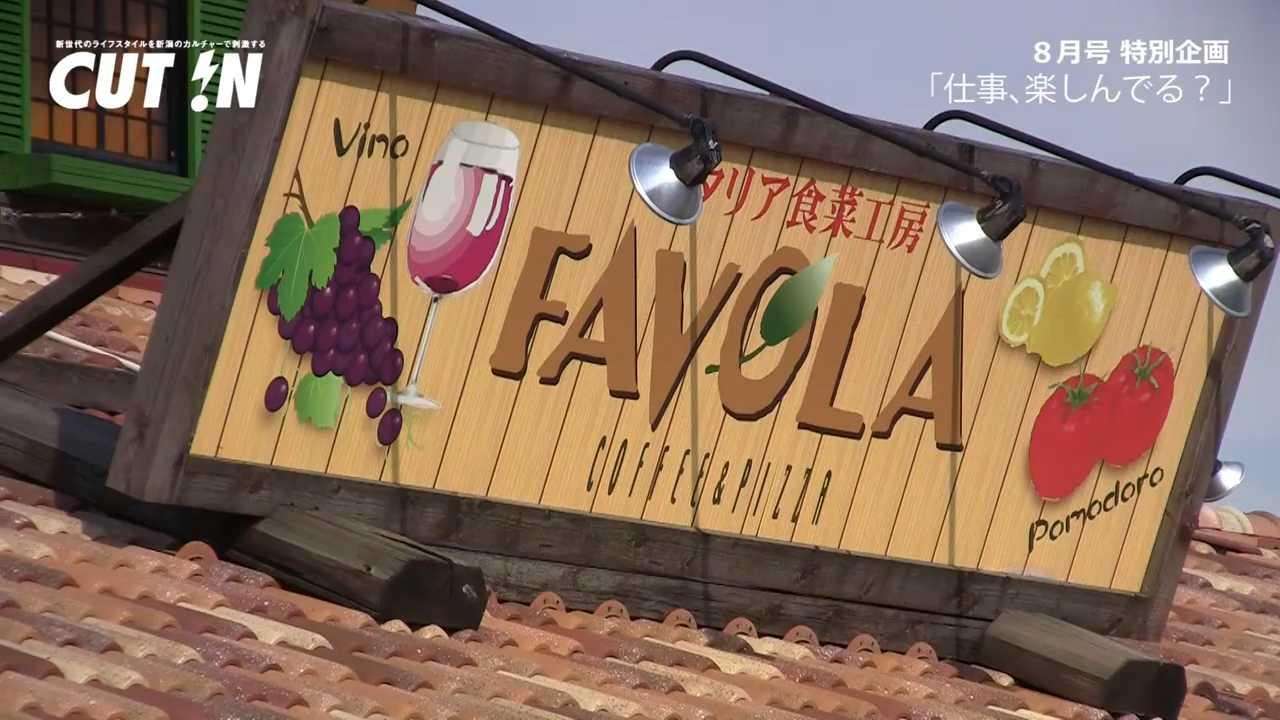 新世代のライフスタイルを新潟のカルチャーで刺激する
CUT IN
8月号 特別企画
「仕事、楽しんでる？」
Vino
タリア食菜工房
FAVOLA
COFFEE&PIZZA
Pomodoro